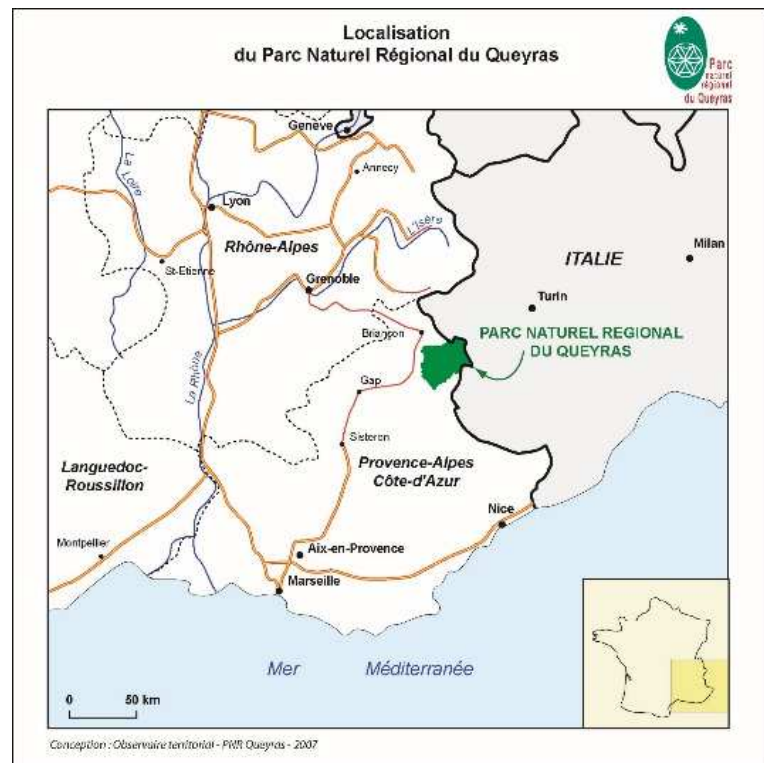 Localisation
du Parc Naturel Régional du Queyras
Parc
naturel
régional
du Queyras
Genève
Annecy
La Loire
Lyon
L'Isère
Rhône-Alpes
ITALIE
Milan
St-Etienne
Grenoble
Turin
Briançon
PARC NATUREL REGIONAL
DU QUEYRAS
La Rhône
Gap
Sisteron
Languedoc-
Roussillon
Provence-Alpes
Côte-d'Azur
Nice
Montpellier
Aix-en-Provence
Marseille
Mer Méditerranée
0 50 km
Conception : Observaire territorial - PNR Queyras - 2007